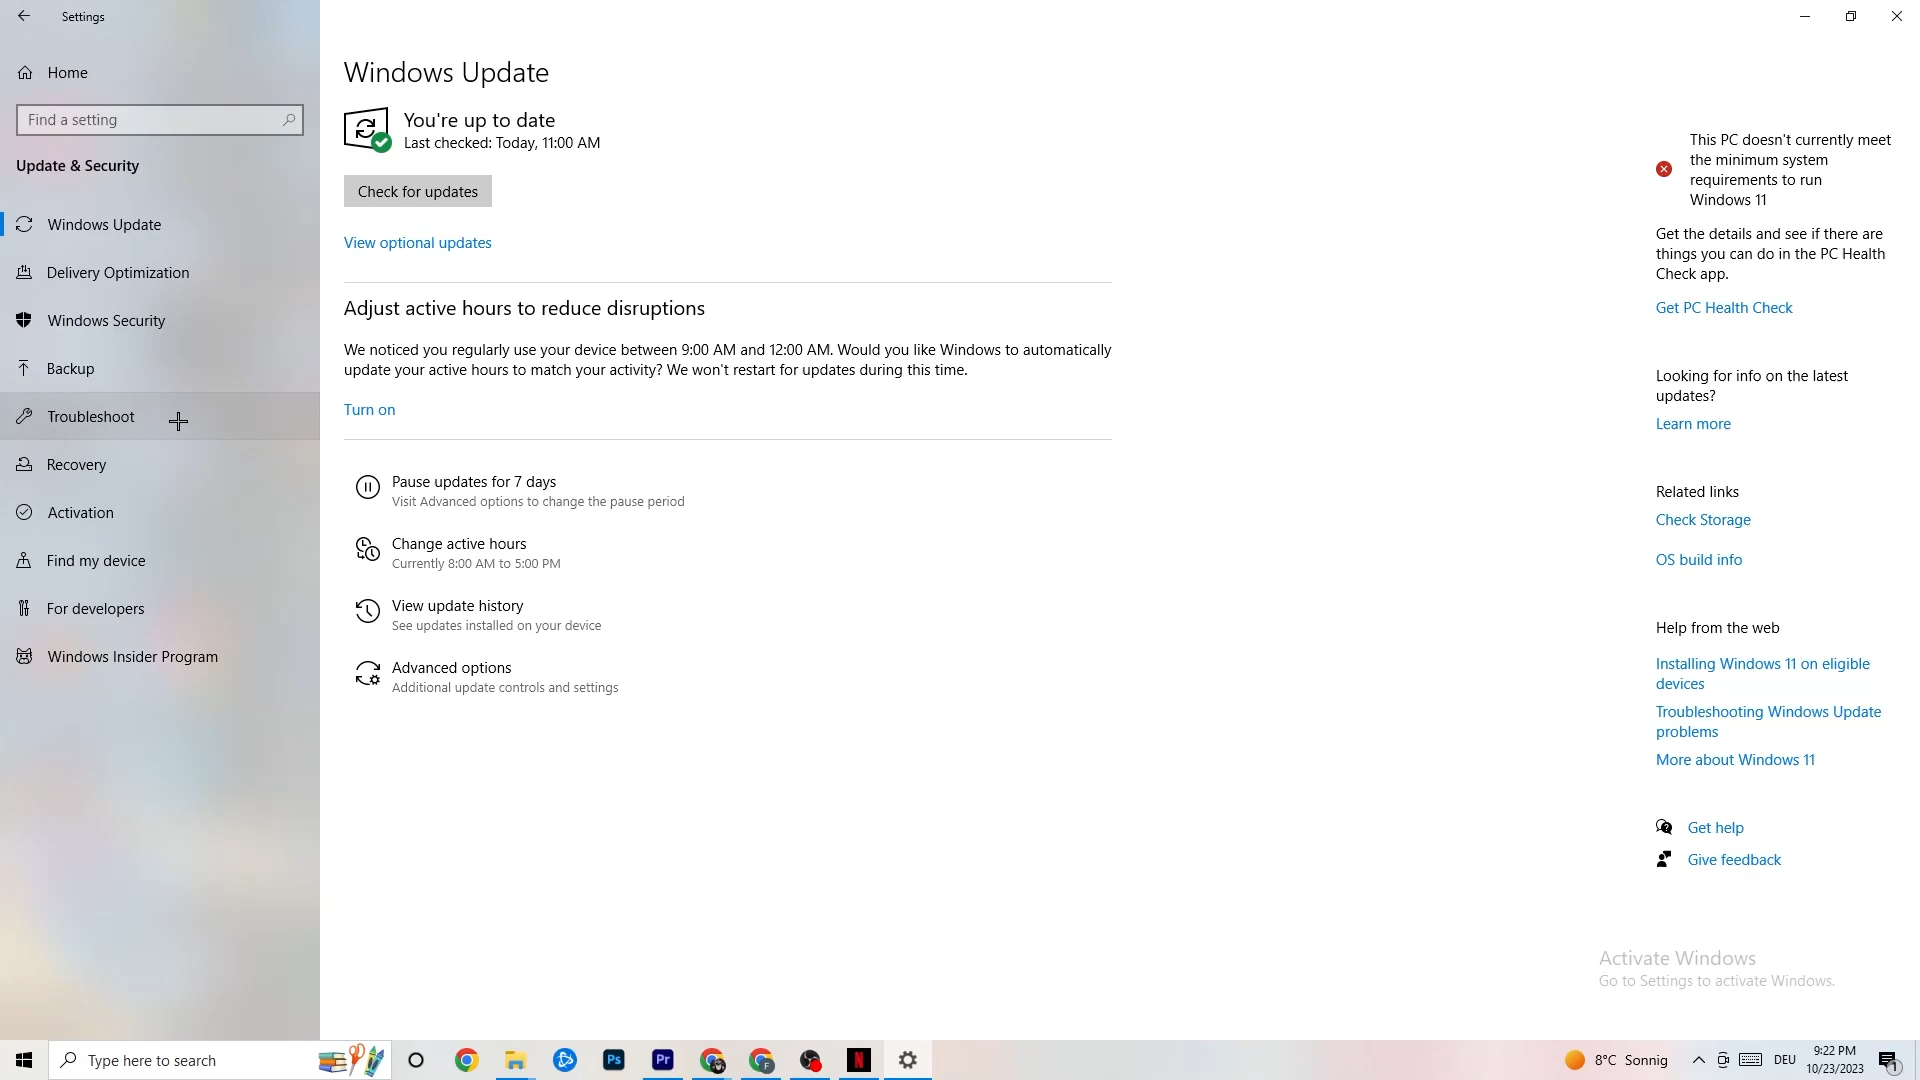 Settings
Home
Find a setting
Update & Security
Windows Update
Delivery Optimization
Windows Security
Backup
Troubleshoot
Recovery
Activation
Find my device
For developers
Windows Insider Program
Windows Update
You're up to date
Last checked: Today, 11:00 AM
Check for updates
View optional updates
Adjust active hours to reduce disruptions
We noticed you regularly use your device between 9:00 AM and 12:00 AM. Would you like Windows to automatically
update your active hours to match your activity? We won't restart for updates during this time.
Turn on
Pause updates for 7 days
Visit Advanced options to change the pause period
Change active hours
Currently 8:00 AM to 5:00 PM
View update history
See updates installed on your device
Advanced options
Additional update controls and settings
This PC doesn't currently meet
the minimum system
requirements to run
Windows 11
Get the details and see if there are
things you can do in the PC Health
Check app.
Get PC Health Check
Looking for info on the latest
updates?
Learn more
Related links
Check Storage
OS build info
Help from the web
Installing Windows 11 on eligible
devices
Troubleshooting Windows Update
problems
More about Windows 11
Get help
Give feedback
Activate Windows
Go to Settings to activate Windows.
Type here to search
Ps
Pr
F
N
8°C Sonnig
DEU
9:22 PM
10/23/2023
1